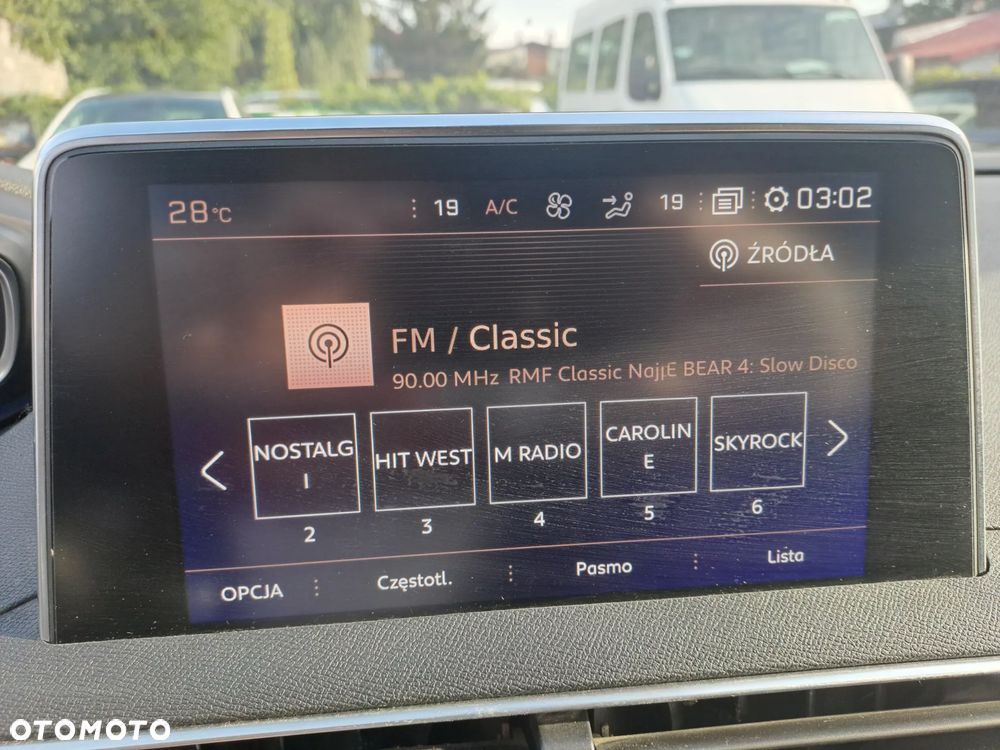 28°C 19 A/C 19 03:02
ŹRÓDŁA
FM / Classic
90.00 MHz RMF Classic Naj|E BEAR 4: Slow Disco
NOSTALG
I
HIT WEST
M RADIO
CAROLIN
E
SKYROCK
2 3 4 5 6
OPCJA Częstotl. Pasmo Lista
OTOMOTO